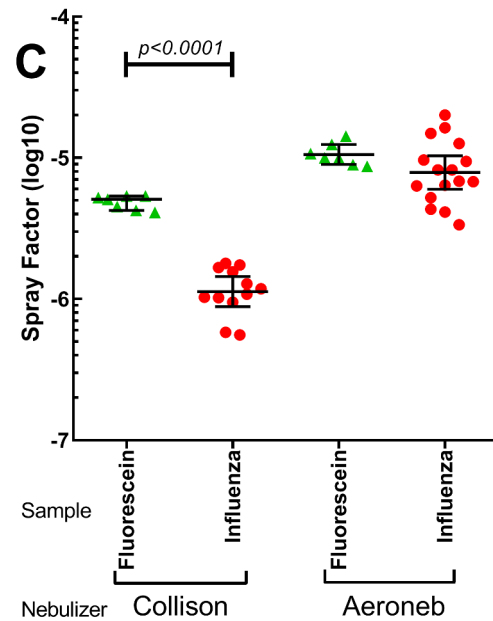 C
p<0.0001
Spray Factor (log10)
-4
-5
-6
-7
Sample
Fluorescein
Influenza
Fluorescein
Influenza
Nebulizer
Collison
Aeroneb